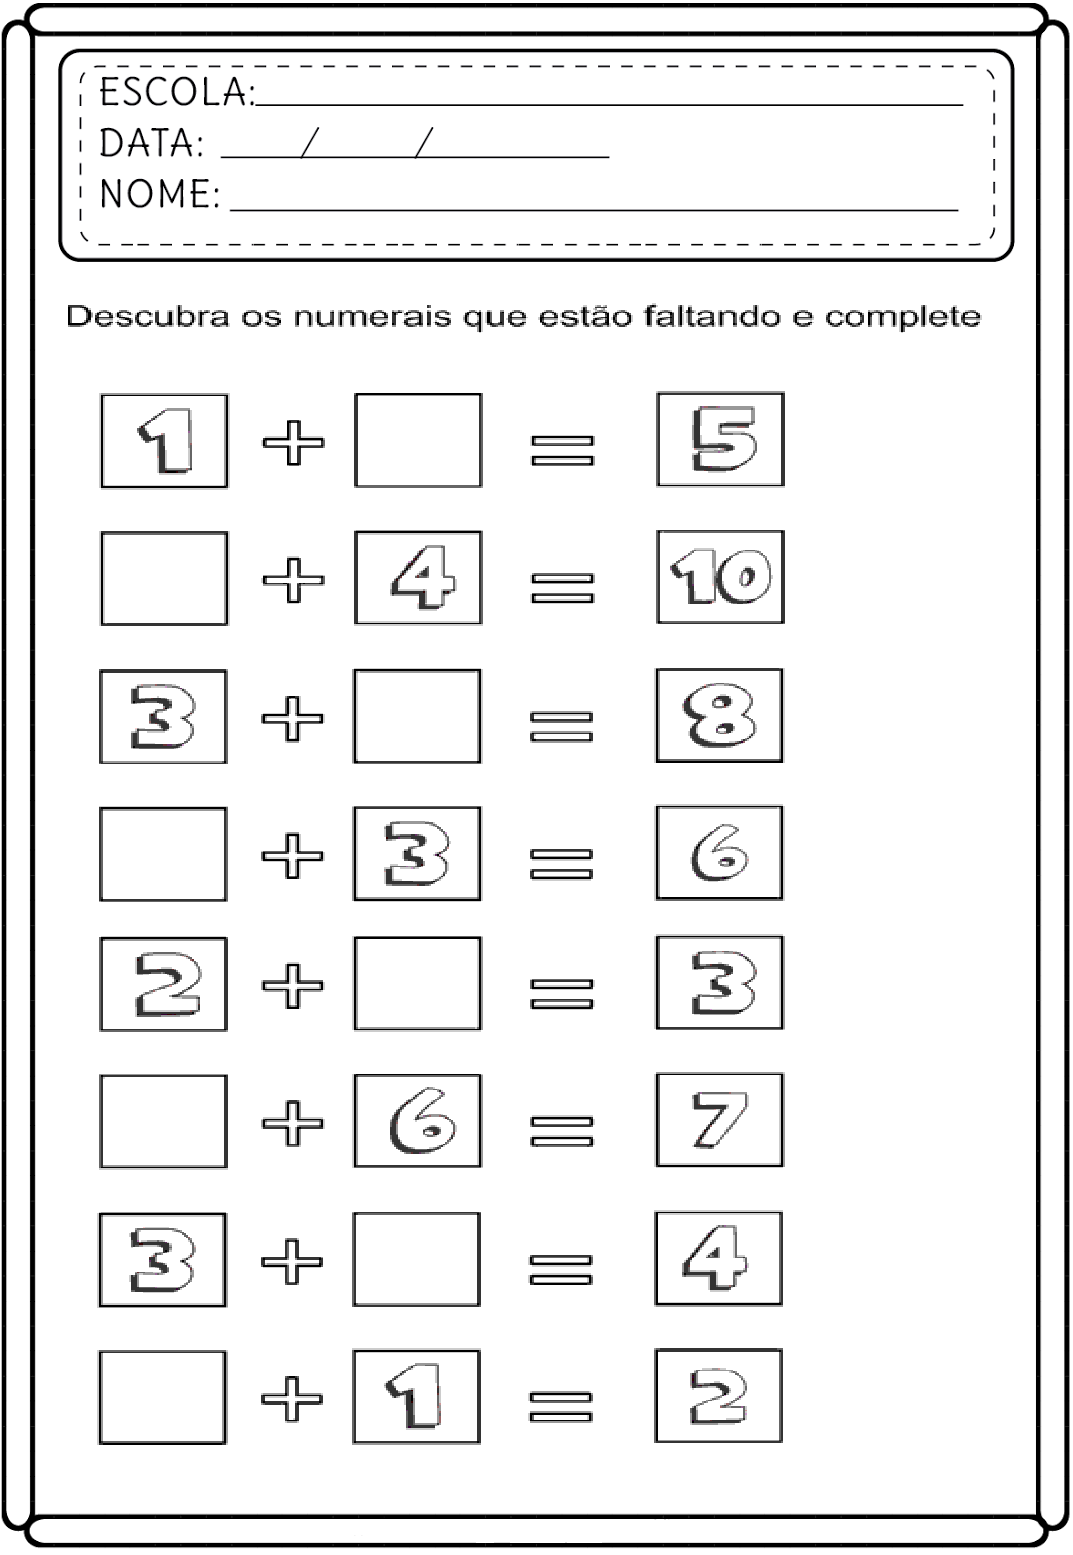 ESCOLA:
DATA: / /
NOME:
Descubra os numerais que estão faltando e complete
1 + = 5
+ 4 = 10
3 + = 8
+ 3 = 6
2 + = 3
+ 6 = 7
3 + = 4
+ 1 = 2